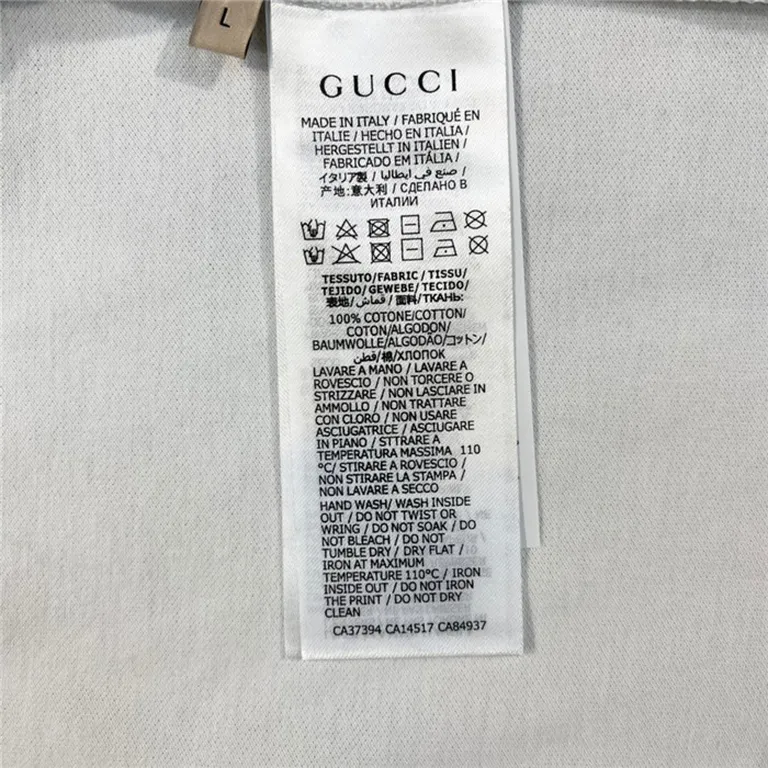 L
GUCCI
MADE IN ITALY / FABRIQUÉ EN
ITALIE / HECHO EN ITALIA /
HERGESTELLT IN ITALIEN /
FABRICADO EM ITÁLIA /
イタリア製 / صنع في ايطاليا /
产地:意大利 / СДЕЛАНО В
ИТАЛИИ
TESSUTO/FABRIC / TISSU/
TEJIDO/ GEWEBE/ TECIDO/
表地/ قماش / 面料/ТКАНЬ:
100% COTONE/COTTON/
COTON/ALGODON/
BAUMWOLLE/ALGODÃO/コットン/
قطن/棉/ХЛОПОК
LAVARE A MANO / LAVARE A
ROVESCIO / NON TORCERE O
STRIZZARE / NON LASCIARE IN
AMMOLLO / NON TRATTARE
CON CLORO / NON USARE
ASCIUGATRICE / ASCIUGARE
IN PIANO / STTRARE A
TEMPERATURA MASSIMA 110
°C/ STIRARE A ROVESCIO /
NON STIRARE LA STAMPA /
NON LAVARE A SECCO
HAND WASH/ WASH INSIDE
OUT / DO NOT TWIST OR
WRING / DO NOT SOAK / DO
NOT BLEACH / DO NOT
TUMBLE DRY / DRY FLAT /
IRON AT MAXIMUM
TEMPERATURE 110°C / IRON
INSIDE OUT / DO NOT IRON
THE PRINT / DO NOT DRY
CLEAN
CA37394 CA14517 CA84937